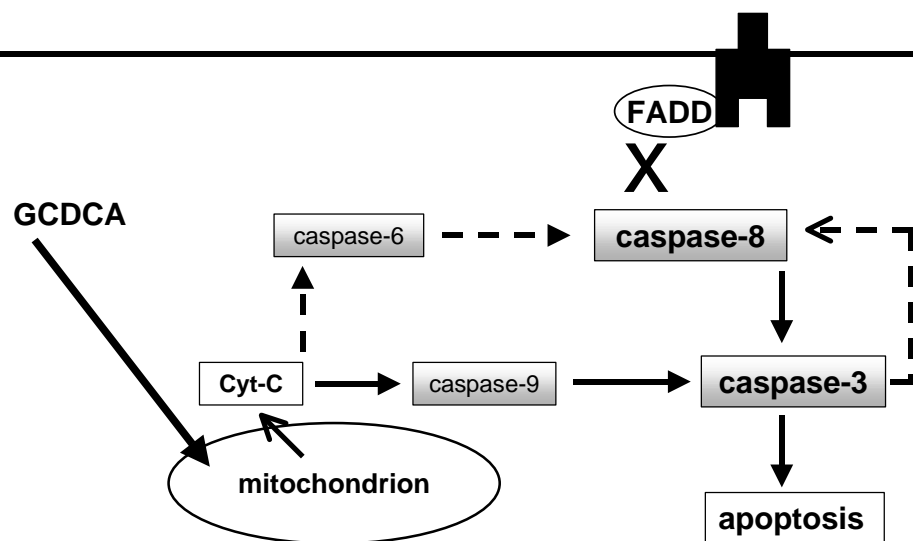 FADD
X
GCDCA
caspase-6
caspase-8
Cyt-C
caspase-9
caspase-3
mitochondrion
apoptosis